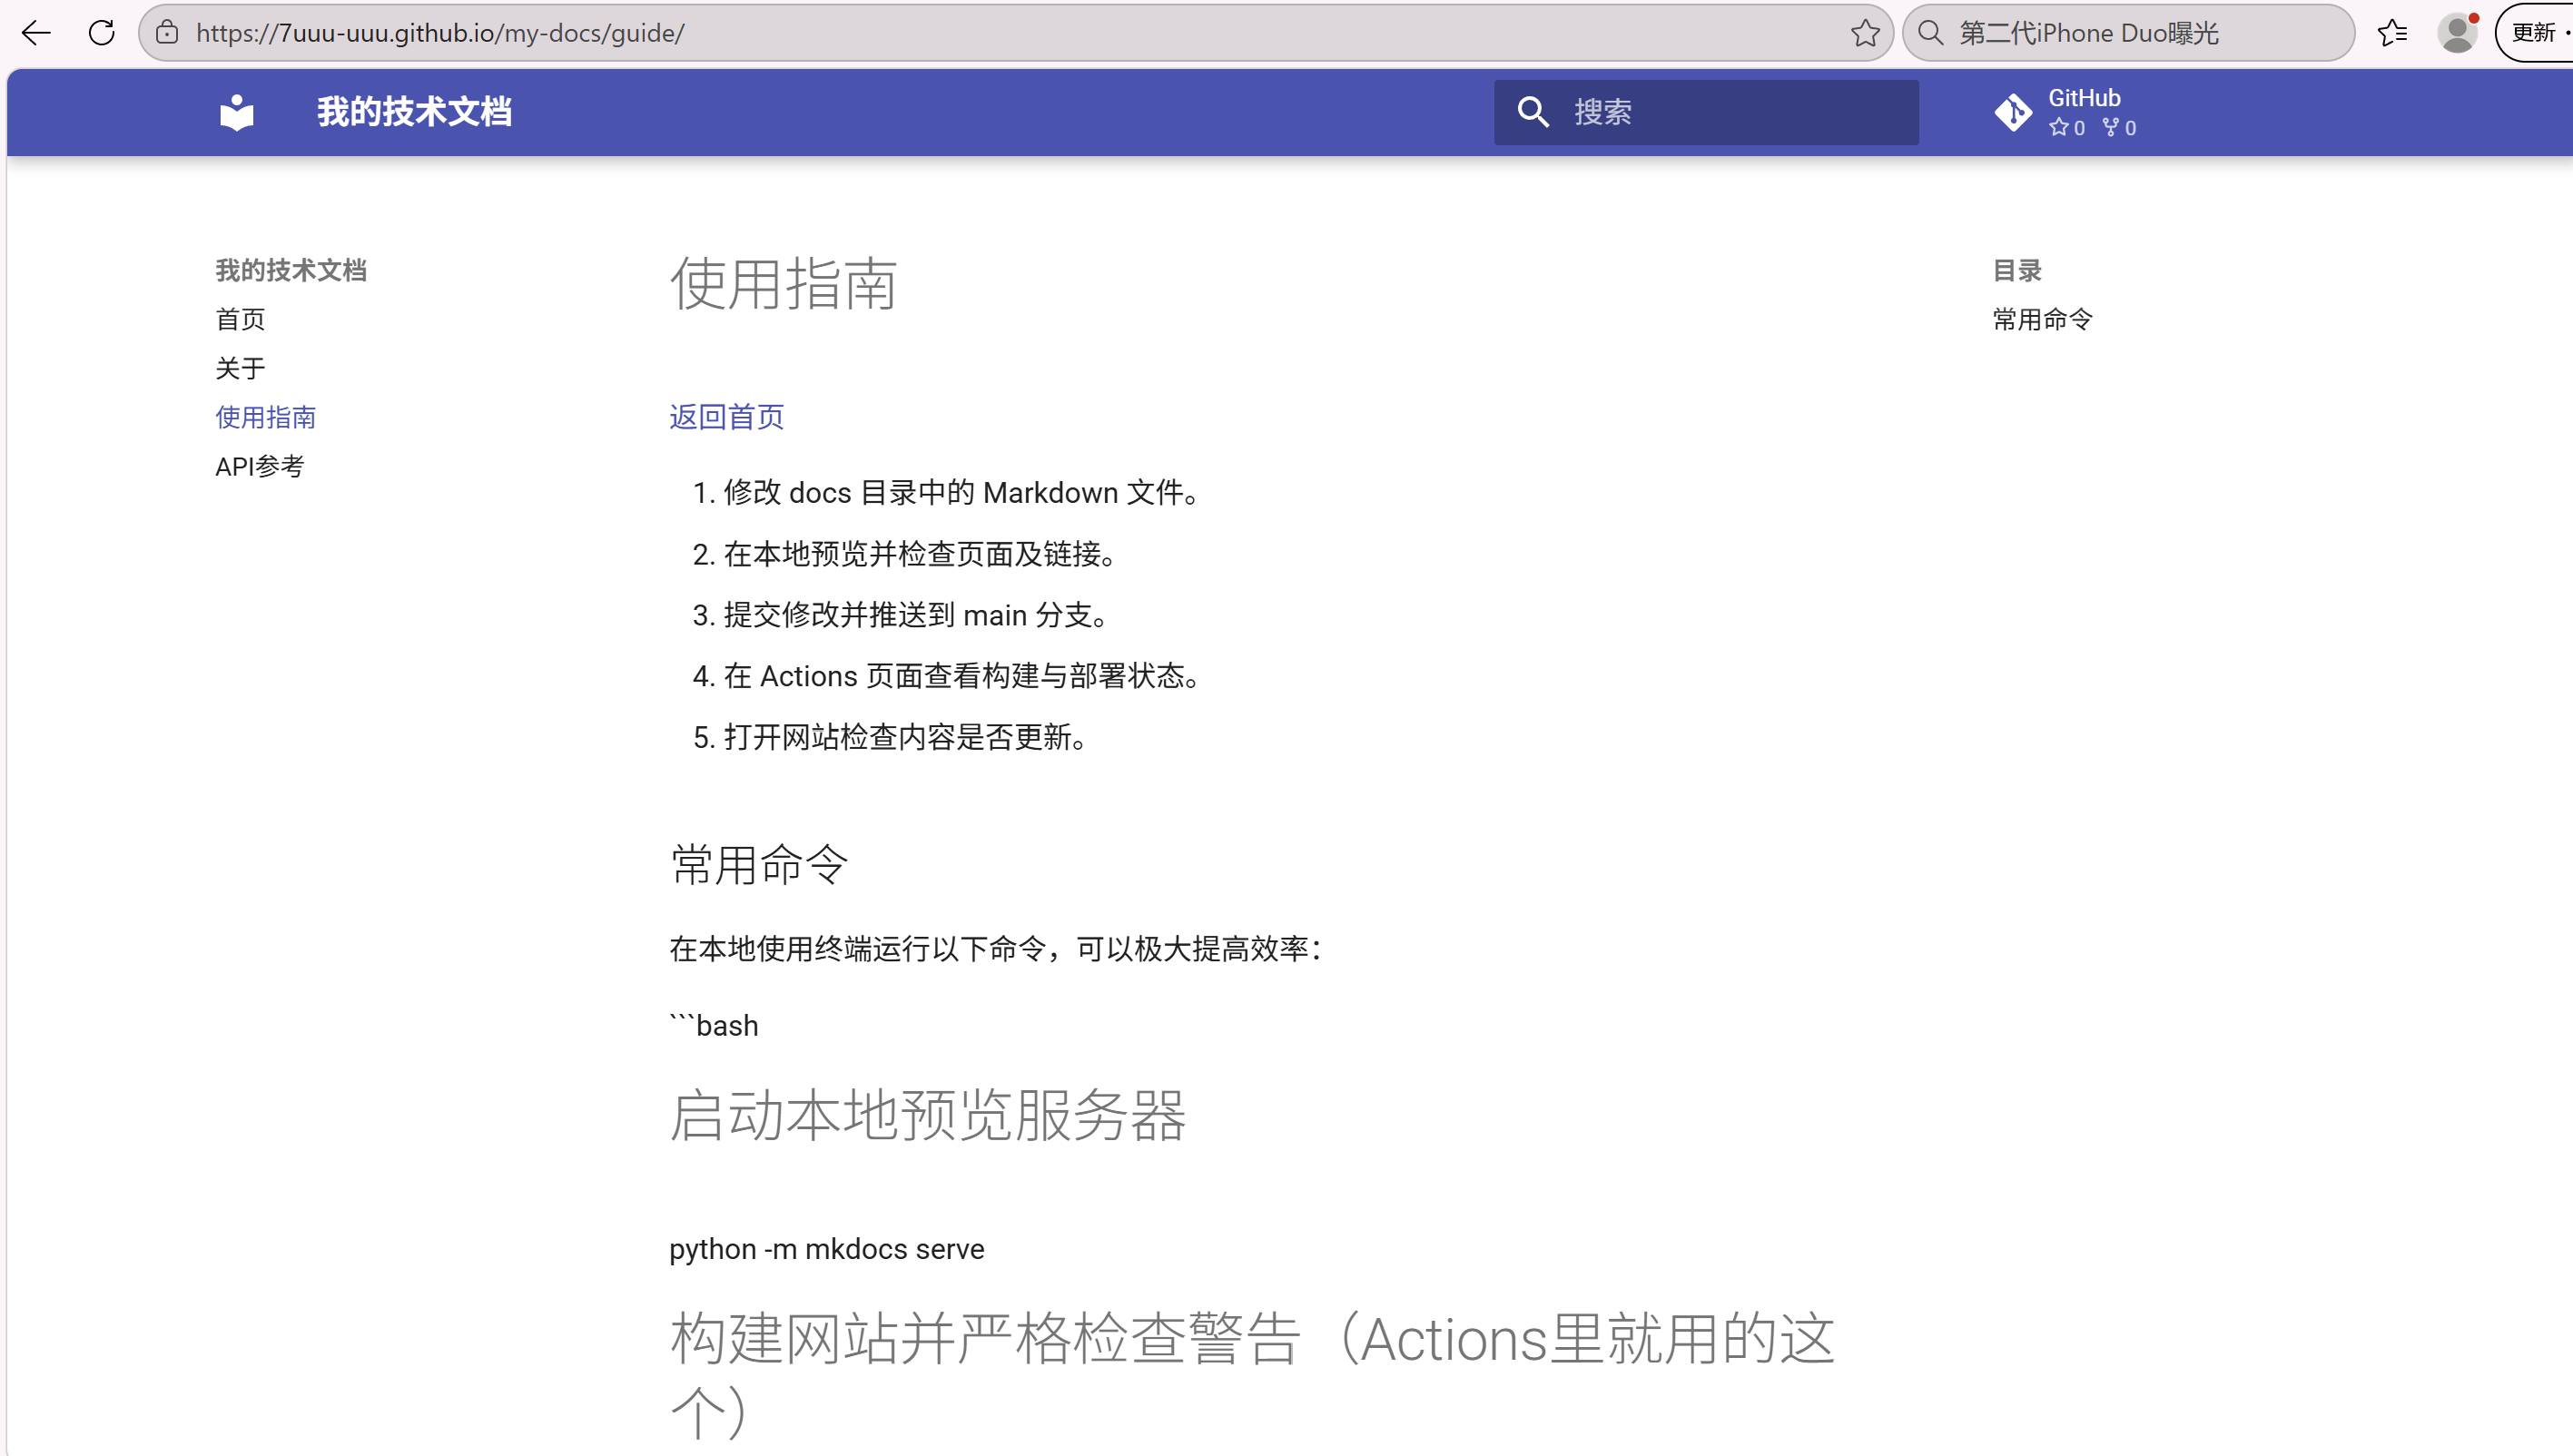 https://7uuu-uuu.github.io/my-docs/guide/
第二代iPhone Duo曝光
更新
我的技术文档
搜索
GitHub
0 0
我的技术文档
首页
关于
使用指南
API参考
使用指南
返回首页
1. 修改 docs 目录中的 Markdown 文件。
2. 在本地预览并检查页面及链接。
3. 提交修改并推送到 main 分支。
4. 在 Actions 页面查看构建与部署状态。
5. 打开网站检查内容是否更新。
常用命令
在本地使用终端运行以下命令，可以极大提高效率：
```bash
启动本地预览服务器
python -m mkdocs serve
构建网站并严格检查警告（Actions里就用的这
个）
目录
常用命令